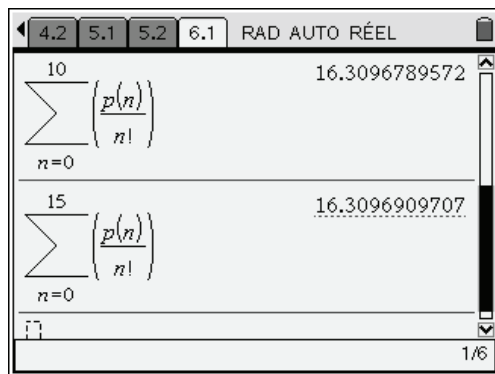 4.2 5.1 5.2 6.1 RAD AUTO RÉEL
10
∑ (p(n)/n!) 16.3096789572
n=0
15
∑ (p(n)/n!) 16.3096909707
n=0
1/6